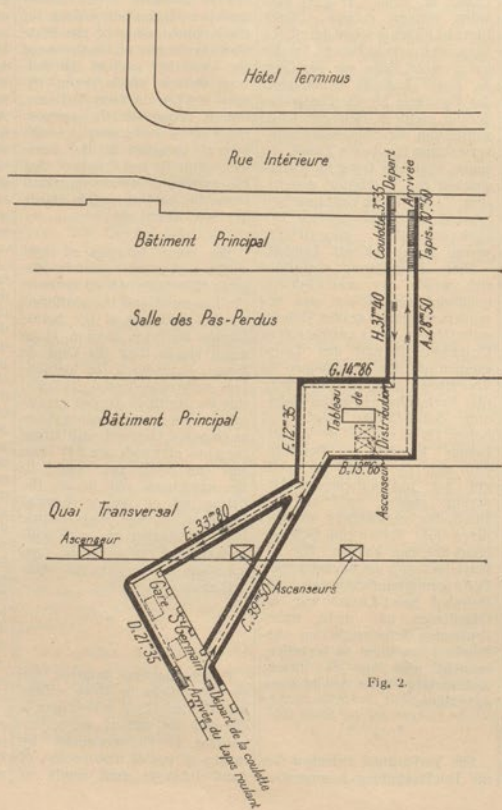 Hôtel Terminus
Rue Intérieure
Départ
Arrivée
Coulotte.3m35
Tapis.10m50
Bâtiment Principal
Salle des Pas-Perdus
H.31m40
A.28m50
G.14m86
Bâtiment Principal
F.12m35
Tableau
de
Distribution
B.13m66
Ascenseur
Quai Transversal
E.33m80
Ascenseur
Ascenseurs
C.39m50
Gare
St Germain
D.21m35
Fig. 2.
Arrivée du
tapis roulant
Départ de la coulotte